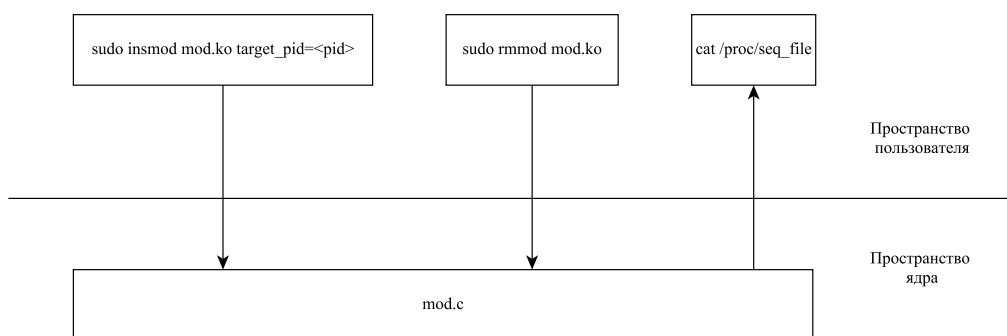 sudo insmod mod.ko target_pid=<pid>
sudo rmmod mod.ko
cat /proc/seq_file
Пространство
пользователя
Пространство
ядра
mod.c